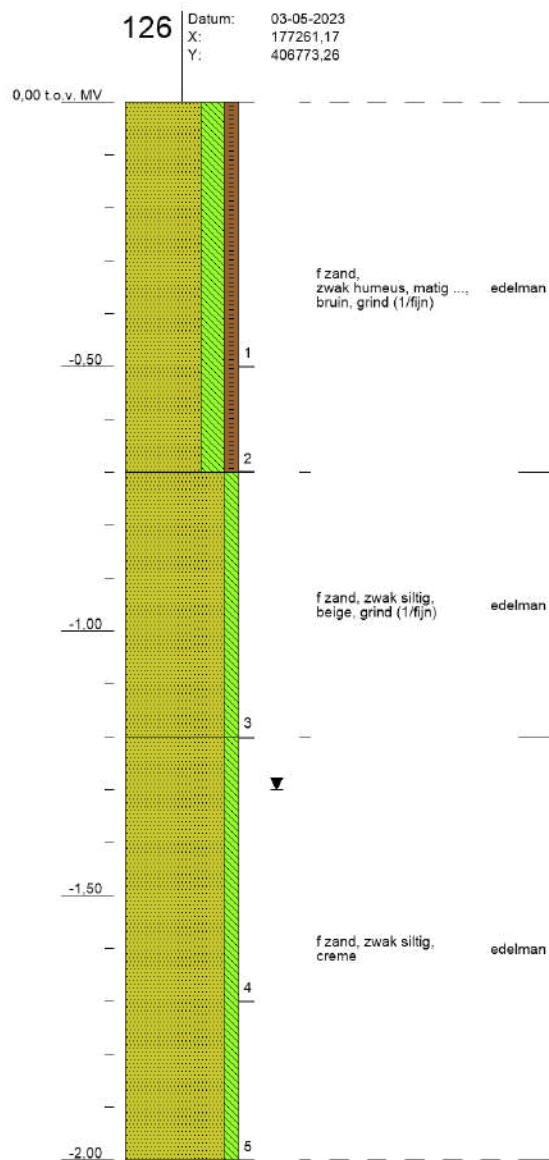 126
Datum: 03-05-2023
X: 177261,17
Y: 406773,26
0,00 t.o.v. MV
f zand,
zwak humeus, matig ..., edelman
bruin, grind (1/fijn)
1
-0,50
2
f zand, zwak siltig,
beige, grind (1/fijn) edelman
-1,00
3
-1,50
f zand, zwak siltig, edelman
creme
4
5
-2,00